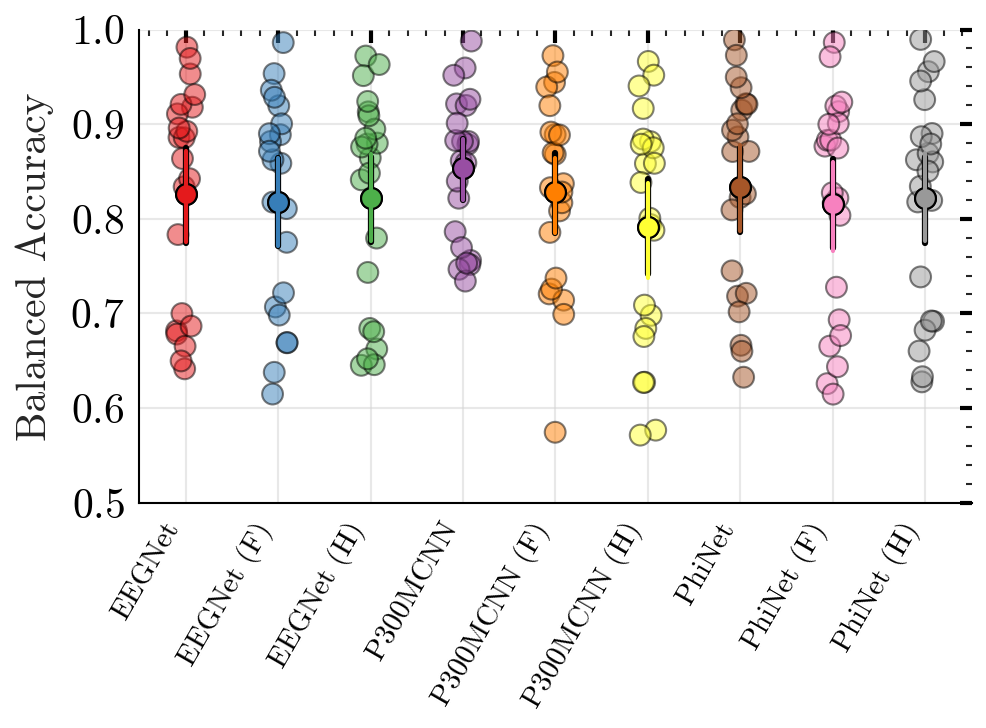 1.0
0.9
0.8
0.7
0.6
0.5
Balanced Accuracy
EEGNet
EEGNet (F)
EEGNet (H)
P300MCNN
P300MCNN (F)
P300MCNN (H)
PhiNet
PhiNet (F)
PhiNet (H)